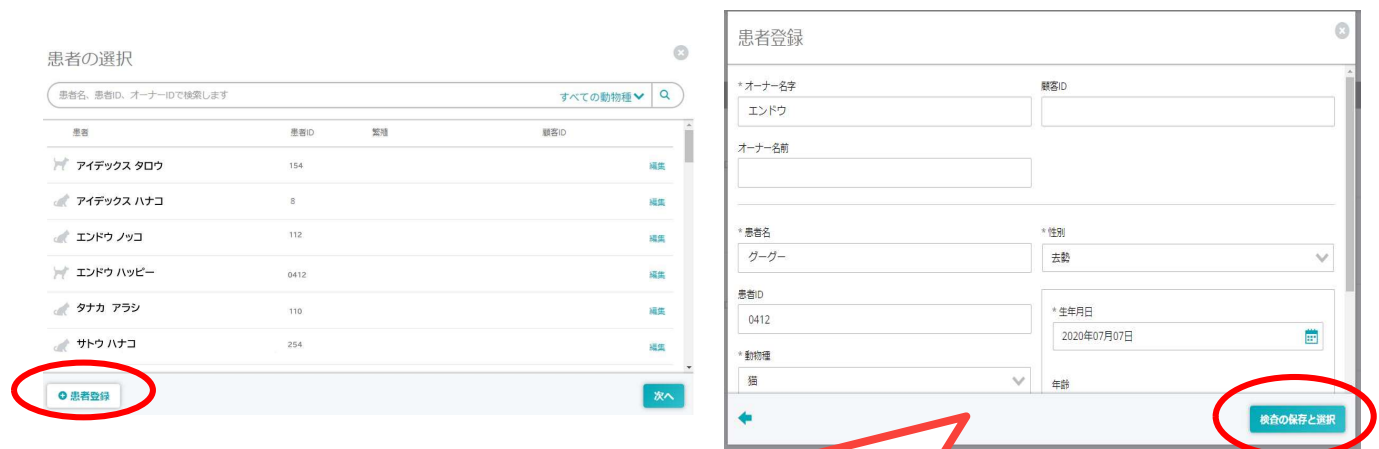 患者の選択
患者名、患者ID、オーナーIDで検索します
すべての動物種
患者 患者ID 繁殖 顧客ID
アイデックス タロウ 154 編集
アイデックス ハナコ 8 編集
エンドウ ノッコ 112 編集
エンドウ ハッピー 0412 編集
タナカ アラシ 110 編集
サトウ ハナコ 254 編集
患者登録
次へ
患者登録
* オーナー名字 顧客ID
エンドウ
オーナー名前
* 患者名 * 性別
グーグー 去勢
患者ID
0412
* 生年月日
2020年07月07日
* 動物種
猫
年齢
検査の保存と選択